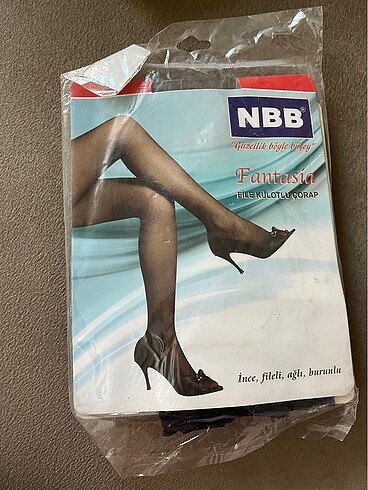 NBB
"Güzellik böyle bişey"
Fantasia
FİLE KÜLOTLU ÇORAP
İnce, fileli, ağlı, burunlu